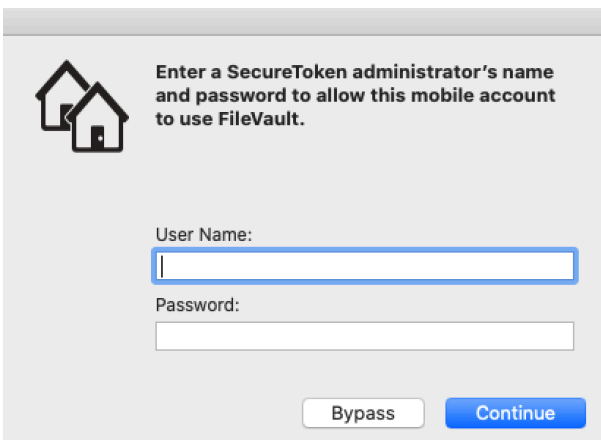 Enter a SecureToken administrator's name
and password to allow this mobile account
to use FileVault.
User Name:
Password:
Bypass
Continue